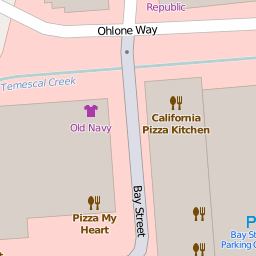 Republic
Ohlone Way
Temescal Creek
Old Navy
California
Pizza Kitchen
Bay Street
Pizza My
Heart
P
Bay St
Parking